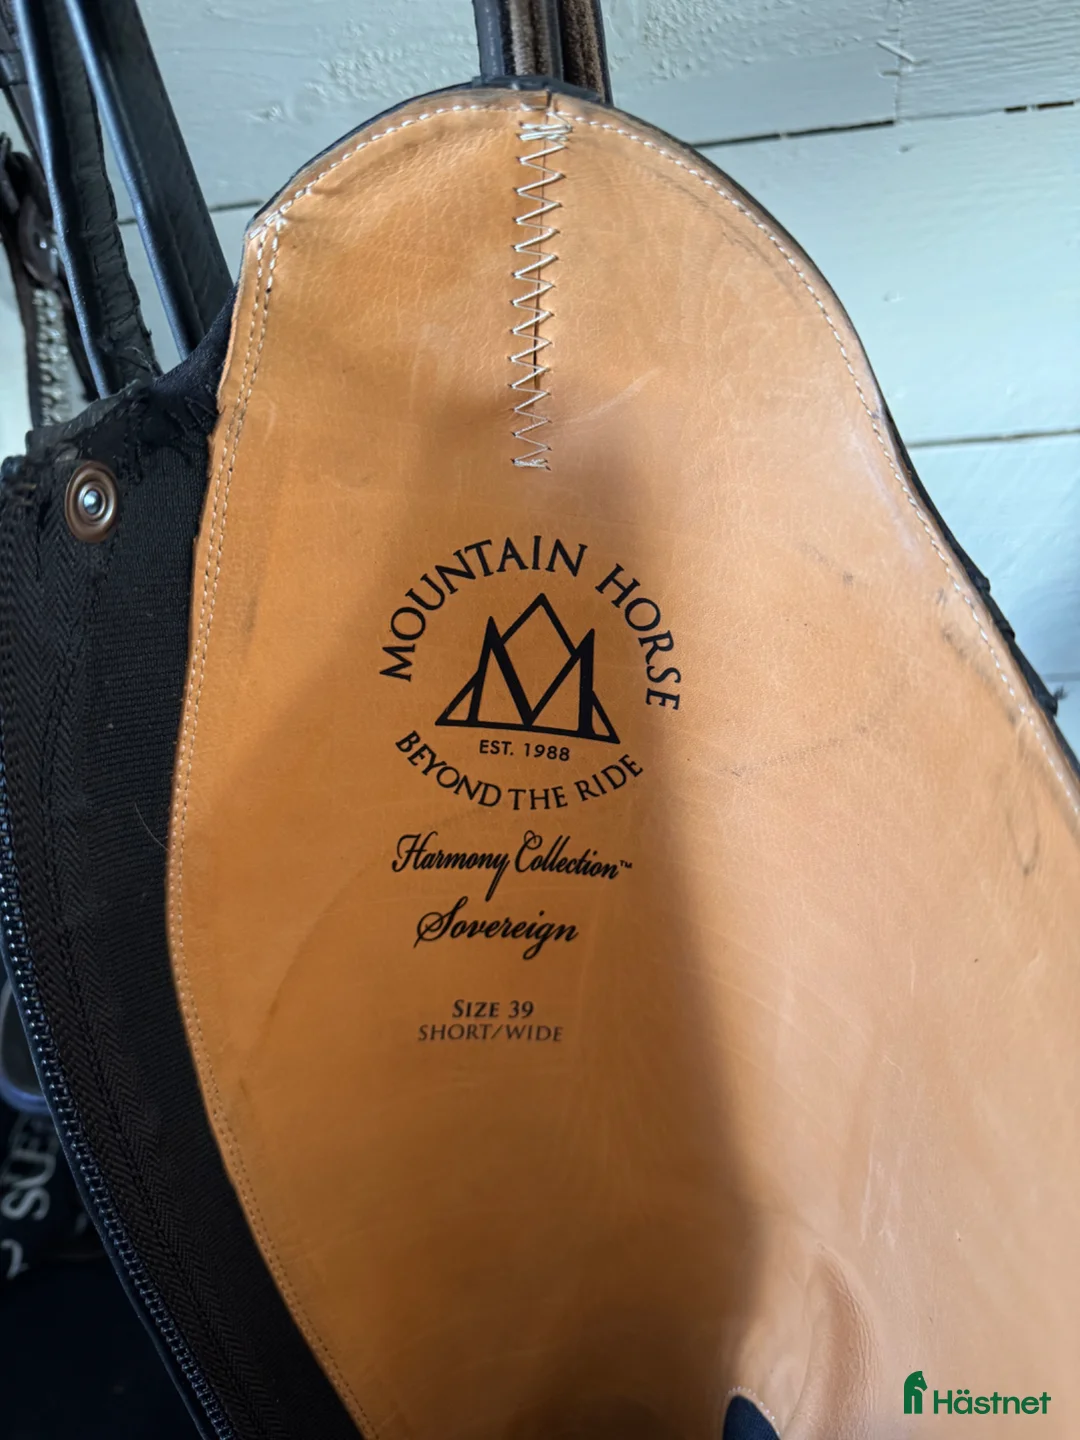 MOUNTAIN HORSE
M
EST. 1988
BEYOND THE RIDE
Harmony Collection™
Sovereign
SIZE 39
SHORT/WIDE
Hästnet